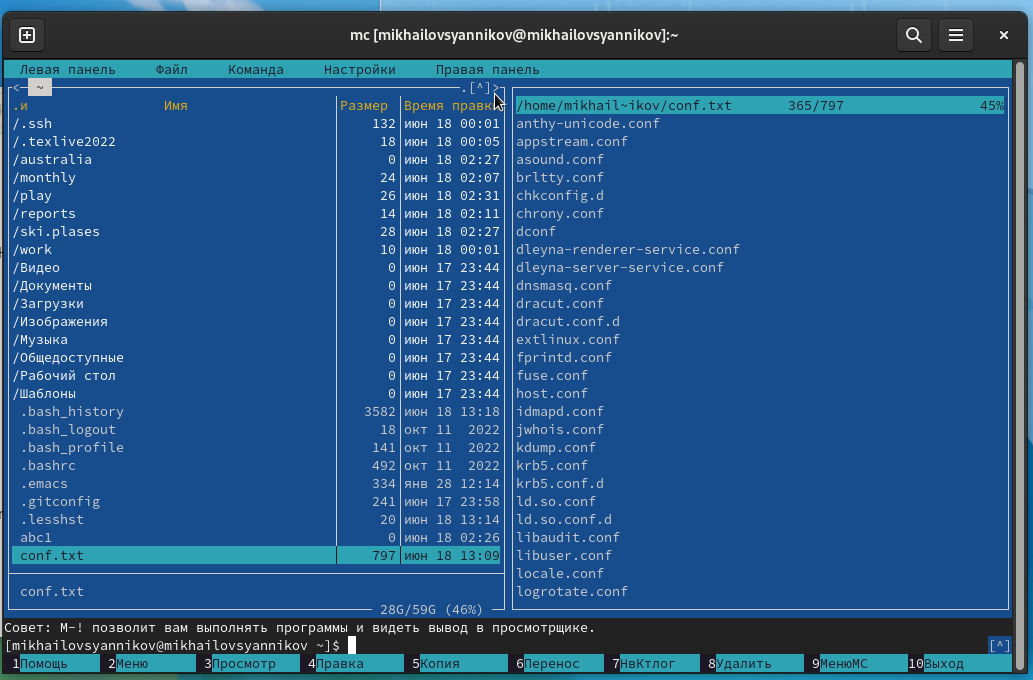 mc [mikhailovsyannikov@mikhailovsyannikov]:~
Левая панель Файл Команда Настройки Правая панель
<─ ~ ─.[^]>
.и Имя Размер Время правк
/.ssh 132 июн 18 00:01
/.texlive2022 18 июн 18 00:05
/australia 0 июн 18 02:27
/monthly 24 июн 18 02:07
/play 26 июн 18 02:31
/reports 14 июн 18 02:11
/ski.plases 28 июн 18 02:27
/work 10 июн 18 00:01
/Видео 0 июн 17 23:44
/Документы 0 июн 17 23:44
/Загрузки 0 июн 17 23:44
/Изображения 0 июн 17 23:44
/Музыка 0 июн 17 23:44
/Общедоступные 0 июн 17 23:44
/Рабочий стол 0 июн 17 23:44
/Шаблоны 0 июн 17 23:44
.bash_history 3582 июн 18 13:18
.bash_logout 18 окт 11 2022
.bash_profile 141 окт 11 2022
.bashrc 492 окт 11 2022
.emacs 334 янв 28 12:14
.gitconfig 241 июн 17 23:58
.lesshst 20 июн 18 13:14
abc1 0 июн 18 02:26
conf.txt 797 июн 18 13:09
conf.txt
28G/59G (46%)
/home/mikhail~ikov/conf.txt 365/797 45%
anthy-unicode.conf
appstream.conf
asound.conf
brltty.conf
chkconfig.d
chrony.conf
dconf
dleyna-renderer-service.conf
dleyna-server-service.conf
dnsmasq.conf
dracut.conf
dracut.conf.d
extlinux.conf
fprintd.conf
fuse.conf
host.conf
idmapd.conf
jwhois.conf
kdump.conf
krb5.conf
krb5.conf.d
ld.so.conf
ld.so.conf.d
libaudit.conf
libuser.conf
locale.conf
logrotate.conf
Совет: M-! позволит вам выполнять программы и видеть вывод в просмотрщике.
[mikhailovsyannikov@mikhailovsyannikov ~]$ [^]
1Помощь 2Меню 3Просмотр 4Правка 5Копия 6Перенос 7НвКтлог 8Удалить 9МенюMC 10Выход